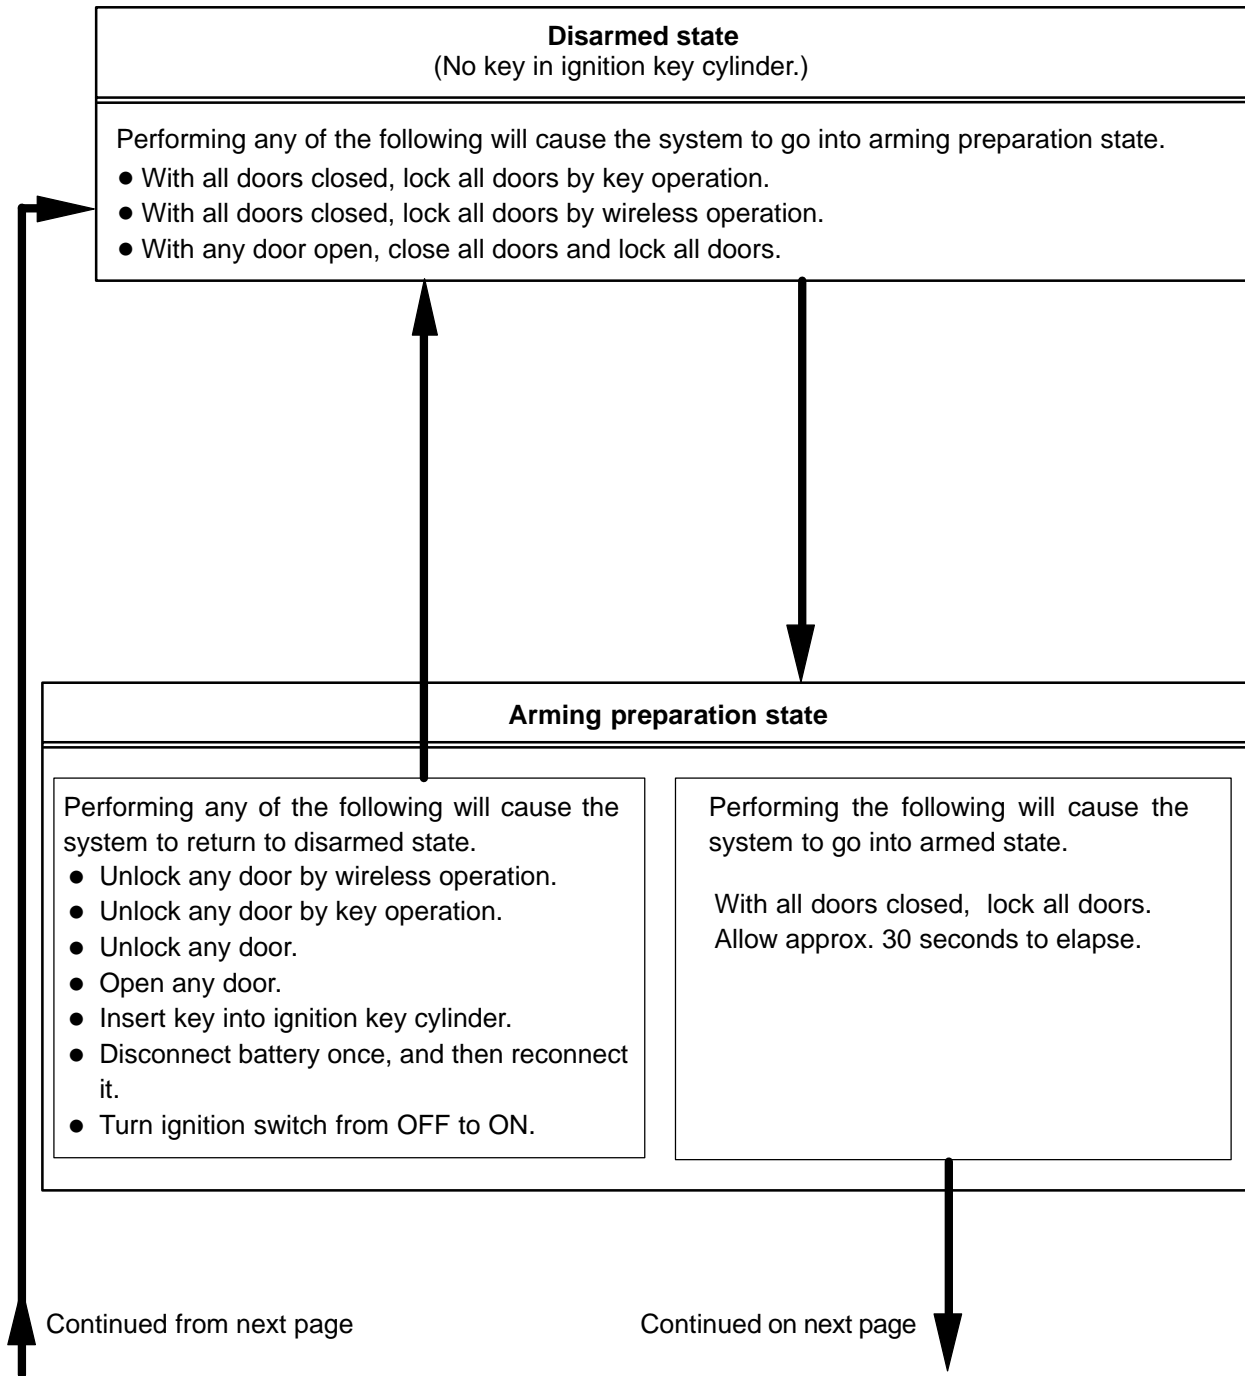 Disarmed state
(No key in ignition key cylinder.)
Performing any of the following will cause the system to go into arming preparation state.
● With all doors closed, lock all doors by key operation.
● With all doors closed, lock all doors by wireless operation.
● With any door open, close all doors and lock all doors.
Arming preparation state
Performing any of the following will cause the
system to return to disarmed state.
● Unlock any door by wireless operation.
● Unlock any door by key operation.
● Unlock any door.
● Open any door.
● Insert key into ignition key cylinder.
● Disconnect battery once, and then reconnect
it.
● Turn ignition switch from OFF to ON.
Performing the following will cause the
system to go into armed state.
With all doors closed, lock all doors.
Allow approx. 30 seconds to elapse.
Continued from next page
Continued on next page